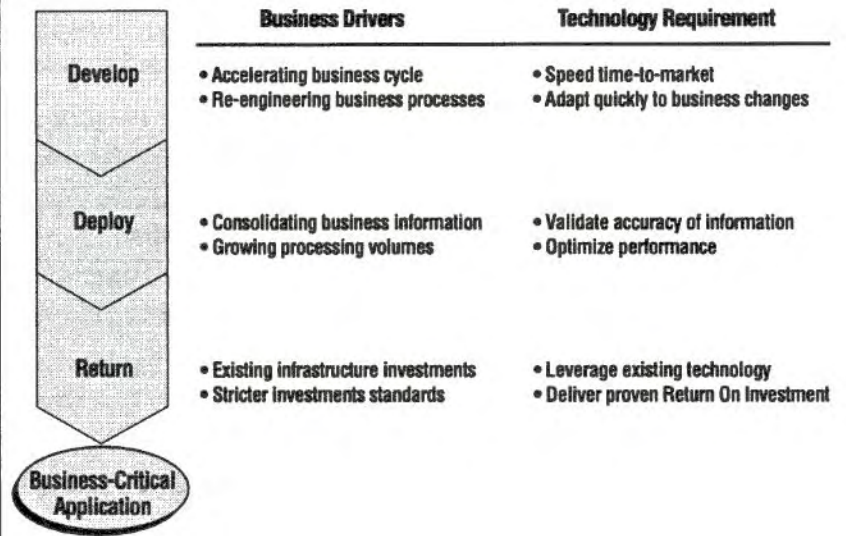 Business Drivers Technology Requirement
Develop
• Accelerating business cycle • Speed time-to-market
• Re-engineering business processes • Adapt quickly to business changes
Deploy
• Consolidating business information • Validate accuracy of information
• Growing processing volumes • Optimize performance
Return
• Existing infrastructure investments • Leverage existing technology
• Stricter investments standards • Deliver proven Return On Investment
Business-Critical
Application